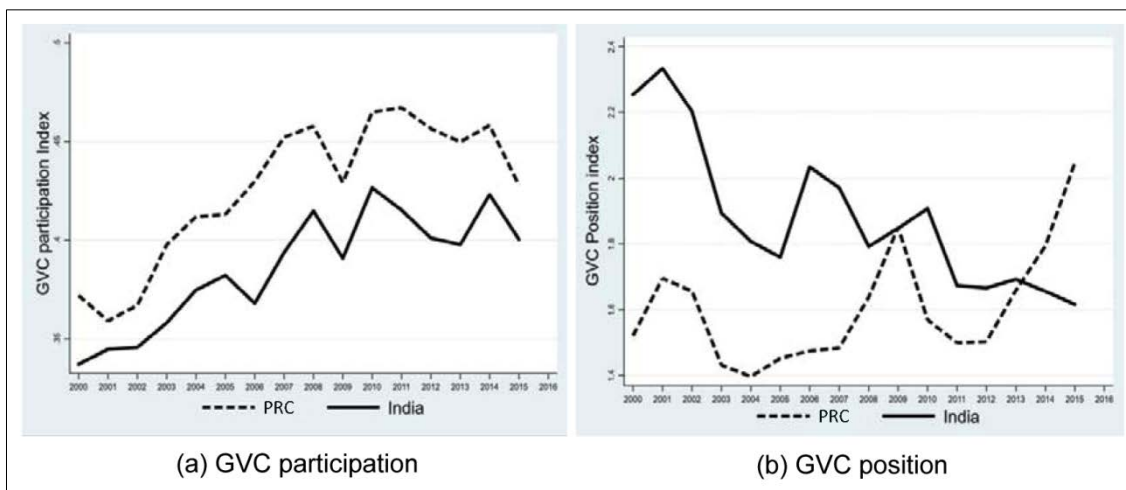 GVC participation Index
.5
.45
.4
.35
2000 2001 2002 2003 2004 2005 2006 2007 2008 2009 2010 2011 2012 2013 2014 2015 2016
PRC India
(a) GVC participation
GVC Position index
2.4
2.2
2
1.8
1.6
1.4
2000 2001 2002 2003 2004 2005 2006 2007 2008 2009 2010 2011 2012 2013 2014 2015 2016
PRC India
(b) GVC position